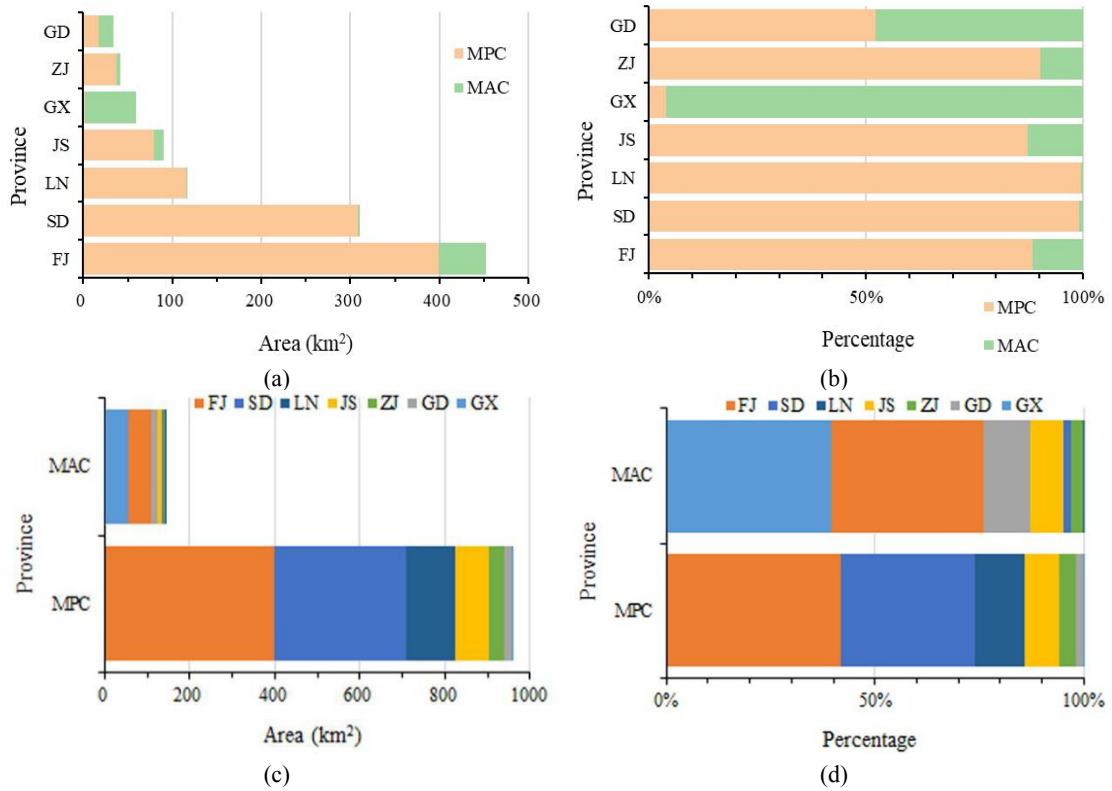 GD
ZJ
GX
JS
LN
SD
FJ
Province
MPC
MAC
0 100 200 300 400 500
Area (km²)
(a)
GD
ZJ
GX
JS
LN
SD
FJ
Province
0% 50% 100%
MPC
Percentage
MAC
(b)
FJ SD LN JS ZJ GD GX
MAC
MPC
Province
0 200 400 600 800 1000
Area (km²)
(c)
FJ SD LN JS ZJ GD GX
MAC
MPC
Province
0% 50% 100%
Percentage
(d)